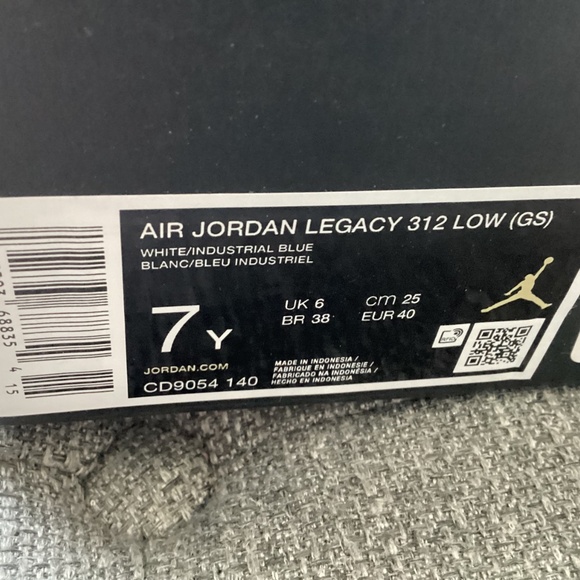 AIR JORDAN LEGACY 312 LOW (GS)
WHITE/INDUSTRIAL BLUE
BLANC/BLEU INDUSTRIEL
7 Y
UK 6
CM 25
BR 38
EUR 40
JORDAN.COM
CD9054 140
MADE IN INDONESIA/
FABRIQUE EN INDONESIE/
FABRICADO NA INDONÉSIA/
HECHO EN INDONESIA
68835
4 15